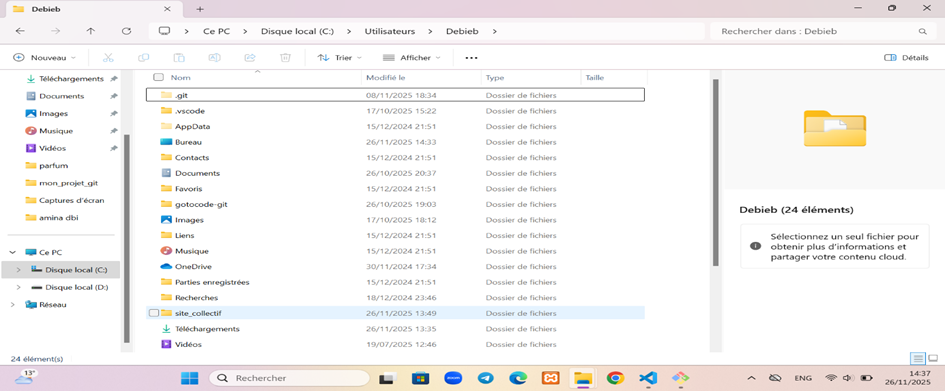 Debieb
Ce PC > Disque local (C:) > Utilisateurs > Debieb >
Rechercher dans : Debieb
Nouveau
Trier
Afficher
Détails
Téléchargements
Documents
Images
Musique
Vidéos
parfum
mon_projet_git
Captures d'écran
amina dbi
Ce PC
Disque local (C:)
Disque local (D:)
Réseau
Nom Modifié le Type Taille
.git 08/11/2025 18:34 Dossier de fichiers
.vscode 17/10/2025 15:22 Dossier de fichiers
AppData 15/12/2024 21:51 Dossier de fichiers
Bureau 26/11/2025 14:33 Dossier de fichiers
Contacts 15/12/2024 21:51 Dossier de fichiers
Documents 26/11/2025 20:37 Dossier de fichiers
Favoris 15/12/2024 21:51 Dossier de fichiers
gotocode-git 26/11/2025 19:03 Dossier de fichiers
Images 17/10/2025 18:12 Dossier de fichiers
Liens 15/12/2024 21:51 Dossier de fichiers
Musique 15/12/2024 21:51 Dossier de fichiers
OneDrive 30/11/2024 17:34 Dossier de fichiers
Parties enregistrées 15/12/2024 21:51 Dossier de fichiers
Recherches 18/12/2024 23:46 Dossier de fichiers
site_collectif 26/11/2025 13:49 Dossier de fichiers
Téléchargements 26/11/2025 13:35 Dossier de fichiers
Vidéos 19/07/2025 12:46 Dossier de fichiers
Debieb (24 éléments)
Sélectionnez un seul fichier pour
obtenir plus d'informations et
partager votre contenu cloud.
24 élément(s)
13°
Rechercher
ENG
14:37
26/11/2025